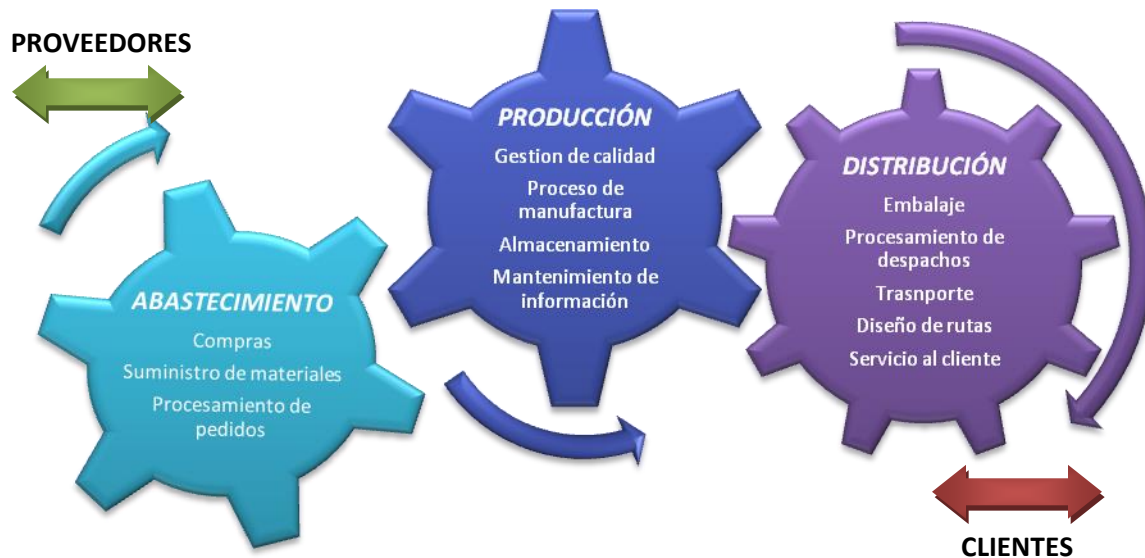 PROVEEDORES
ABASTECIMIENTO
Compras
Suministro de materiales
Procesamiento de
pedidos
PRODUCCIÓN
Gestion de calidad
Proceso de
manufactura
Almacenamiento
Mantenimiento de
información
DISTRIBUCIÓN
Embalaje
Procesamiento de
despachos
Trasnporte
Diseño de rutas
Servicio al cliente
CLIENTES